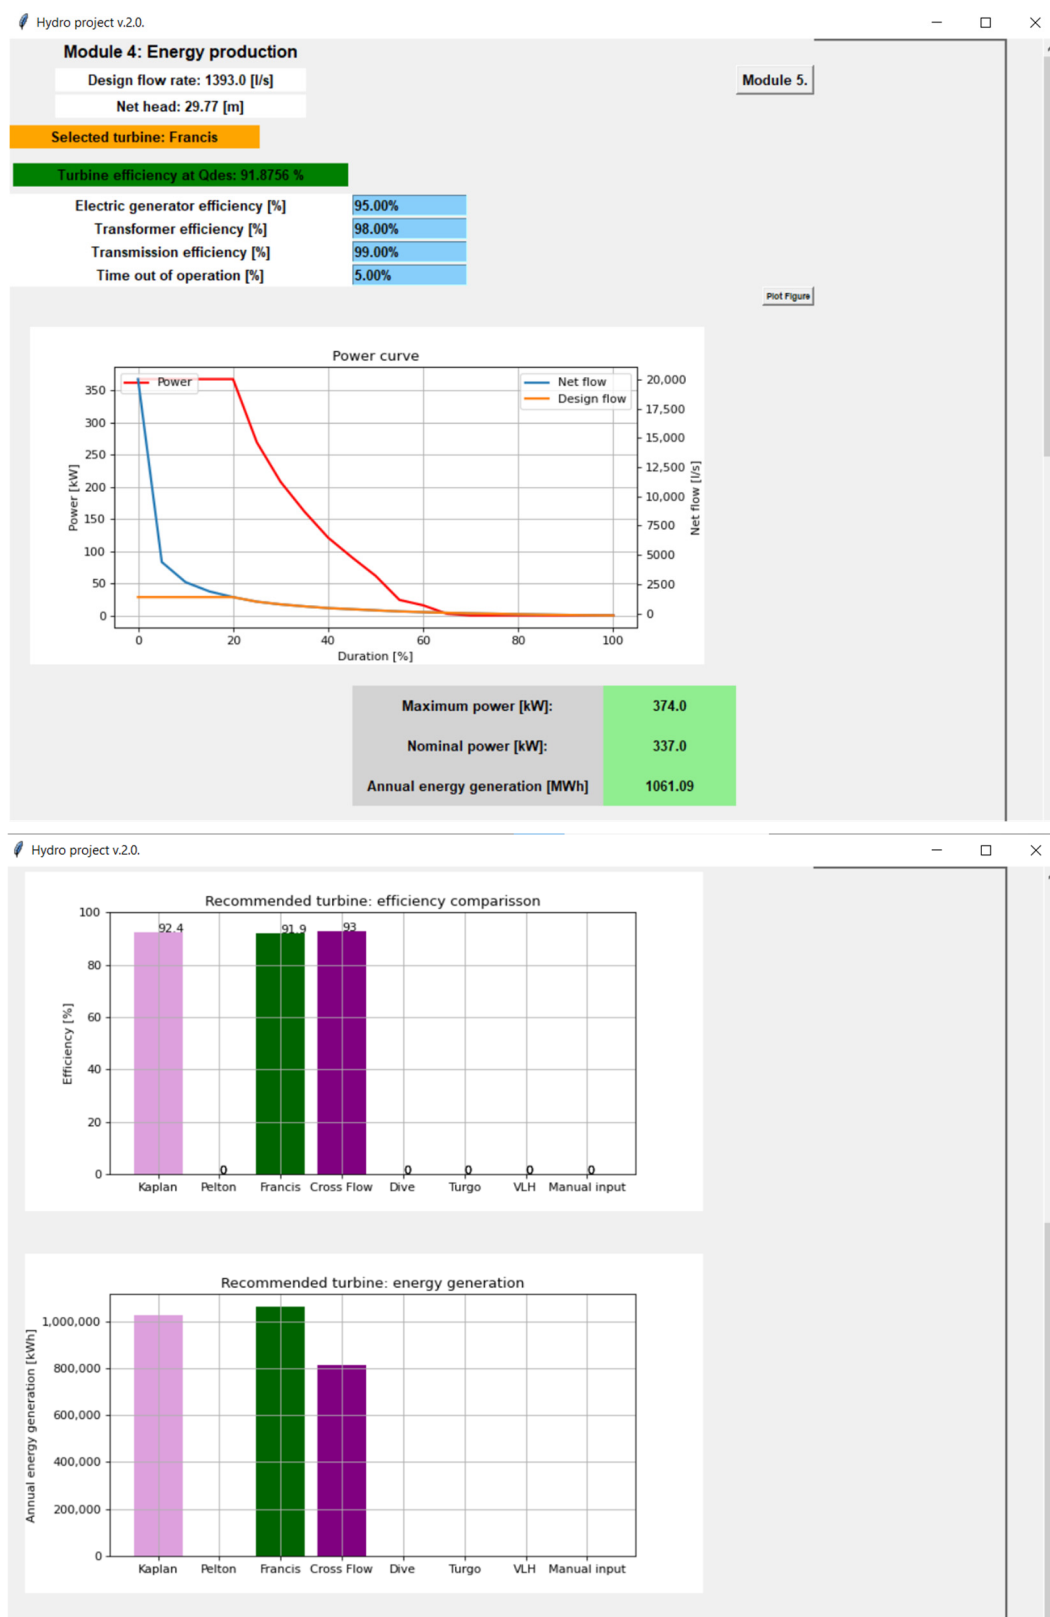 Hydro project v.2.0.
Module 4: Energy production
Design flow rate: 1393.0 [l/s]
Module 5.
Net head: 29.77 [m]
Selected turbine: Francis
Turbine efficiency at Qdes: 91.8756 %
Electric generator efficiency [%] 95.00%
Transformer efficiency [%] 98.00%
Transmission efficiency [%] 99.00%
Time out of operation [%] 5.00%
Plot Figure
Power curve
Power
Net flow
Design flow
Power [kW]
350
300
250
200
150
100
50
0
20,000
17,500
15,000
12,500
10,000
7500
5000
2500
0
Net flow [l/s]
0 20 40 60 80 100
Duration [%]
Maximum power [kW]: 374.0
Nominal power [kW]: 337.0
Annual energy generation [MWh] 1061.09
Hydro project v.2.0.
Recommended turbine: efficiency comparisson
Efficiency [%]
100
80
60
40
20
0
92.4 0 91.9 93 0 0 0 0
Kaplan Pelton Francis Cross Flow Dive Turgo VLH Manual input
Recommended turbine: energy generation
Annual energy generation [kWh]
1,000,000
800,000
600,000
400,000
200,000
0
Kaplan Pelton Francis Cross Flow Dive Turgo VLH Manual input